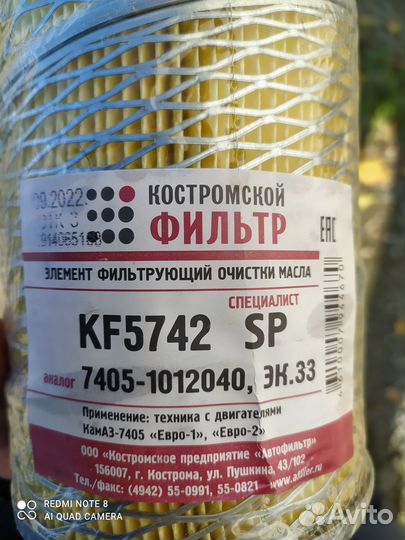 09.2022
КОСТРОМСКОЙ
ФИЛЬТР
ЕАС
ЭЛЕМЕНТ ФИЛЬТРУЮЩИЙ ОЧИСТКИ МАСЛА
СПЕЦИАЛИСТ
KF5742 SP
аналог 7405-1012040, ЭК.33
Применение: техника с двигателями
КамАЗ-7405 «Евро-1», «Евро-2»
ООО «Костромское предприятие «Автофильтр»
156007, г. Кострома, ул. Пушкина, 43/102
Тел./факс: (4942) 55-0991, 55-0821
REDMI NOTE 8
AI QUAD CAMERA
Avito